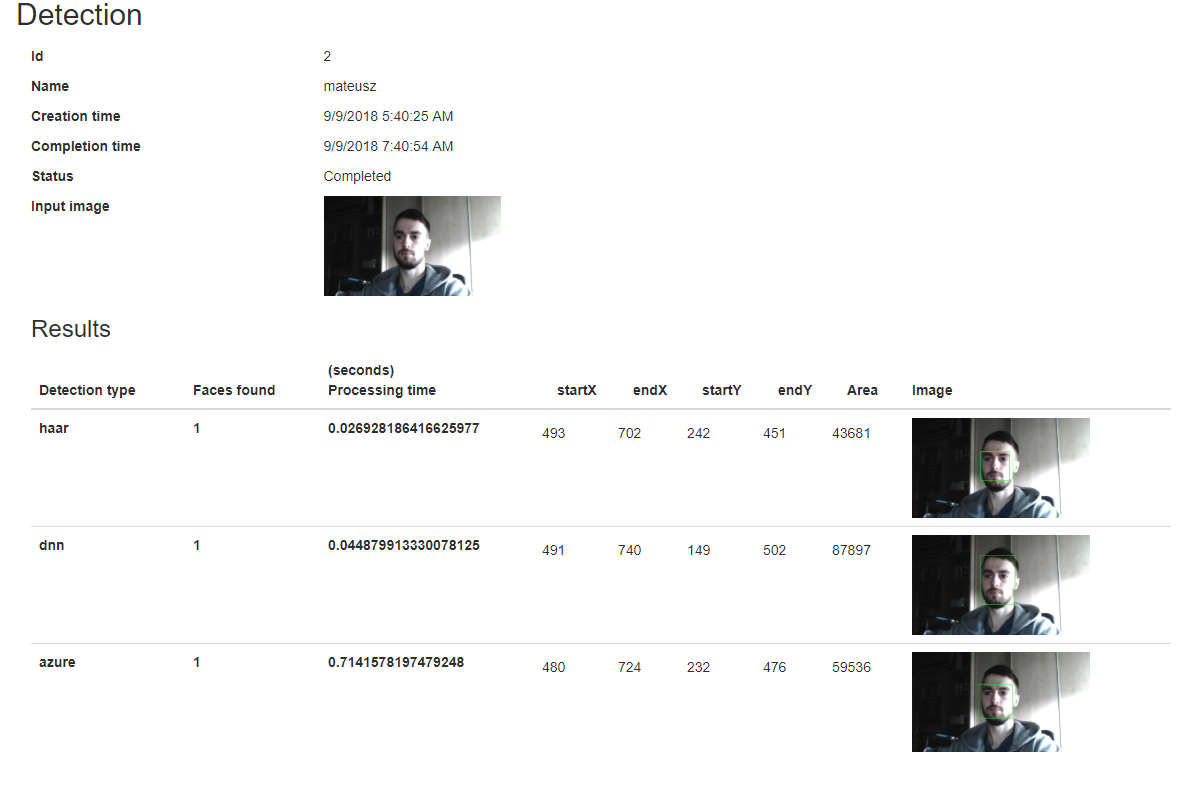 Detection
Id 2
Name mateusz
Creation time 9/9/2018 5:40:25 AM
Completion time 9/9/2018 7:40:54 AM
Status Completed
Input image
Results
(seconds)
Detection type Faces found Processing time startX endX startY endY Area Image
haar 1 0.026928186416625977 493 702 242 451 43681
dnn 1 0.044879913330078125 491 740 149 502 87897
azure 1 0.7141578197479248 480 724 232 476 59536